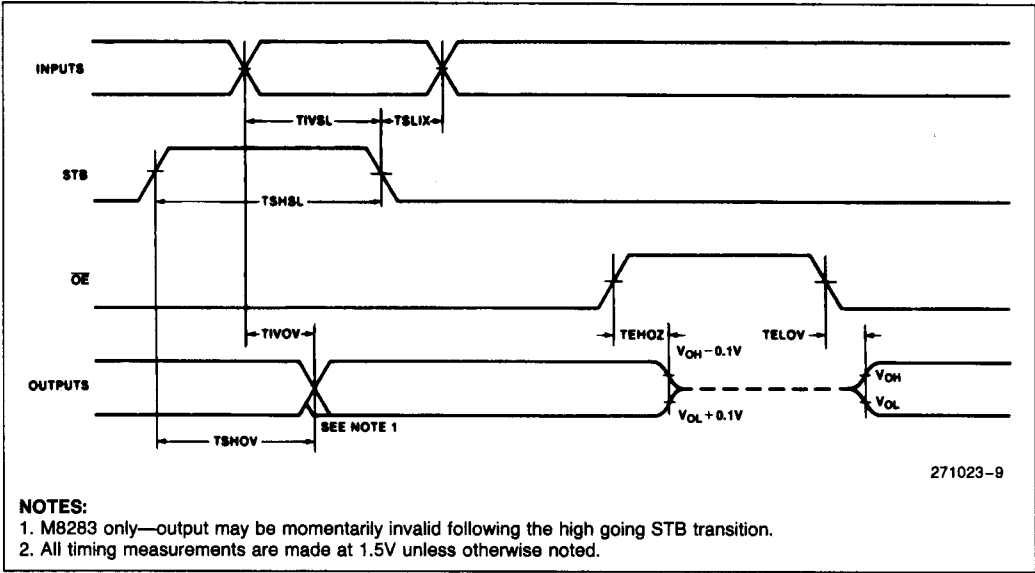 INPUTS
TIVSL
TSLIX
STB
TSHSL
OE
TIVOV
TEHOZ
TELOV
VOH – 0.1V
OUTPUTS
VOH
VOL
VOL + 0.1V
SEE NOTE 1
TSHOV
271023–9
NOTES:
1. M8283 only—output may be momentarily invalid following the high going STB transition.
2. All timing measurements are made at 1.5V unless otherwise noted.